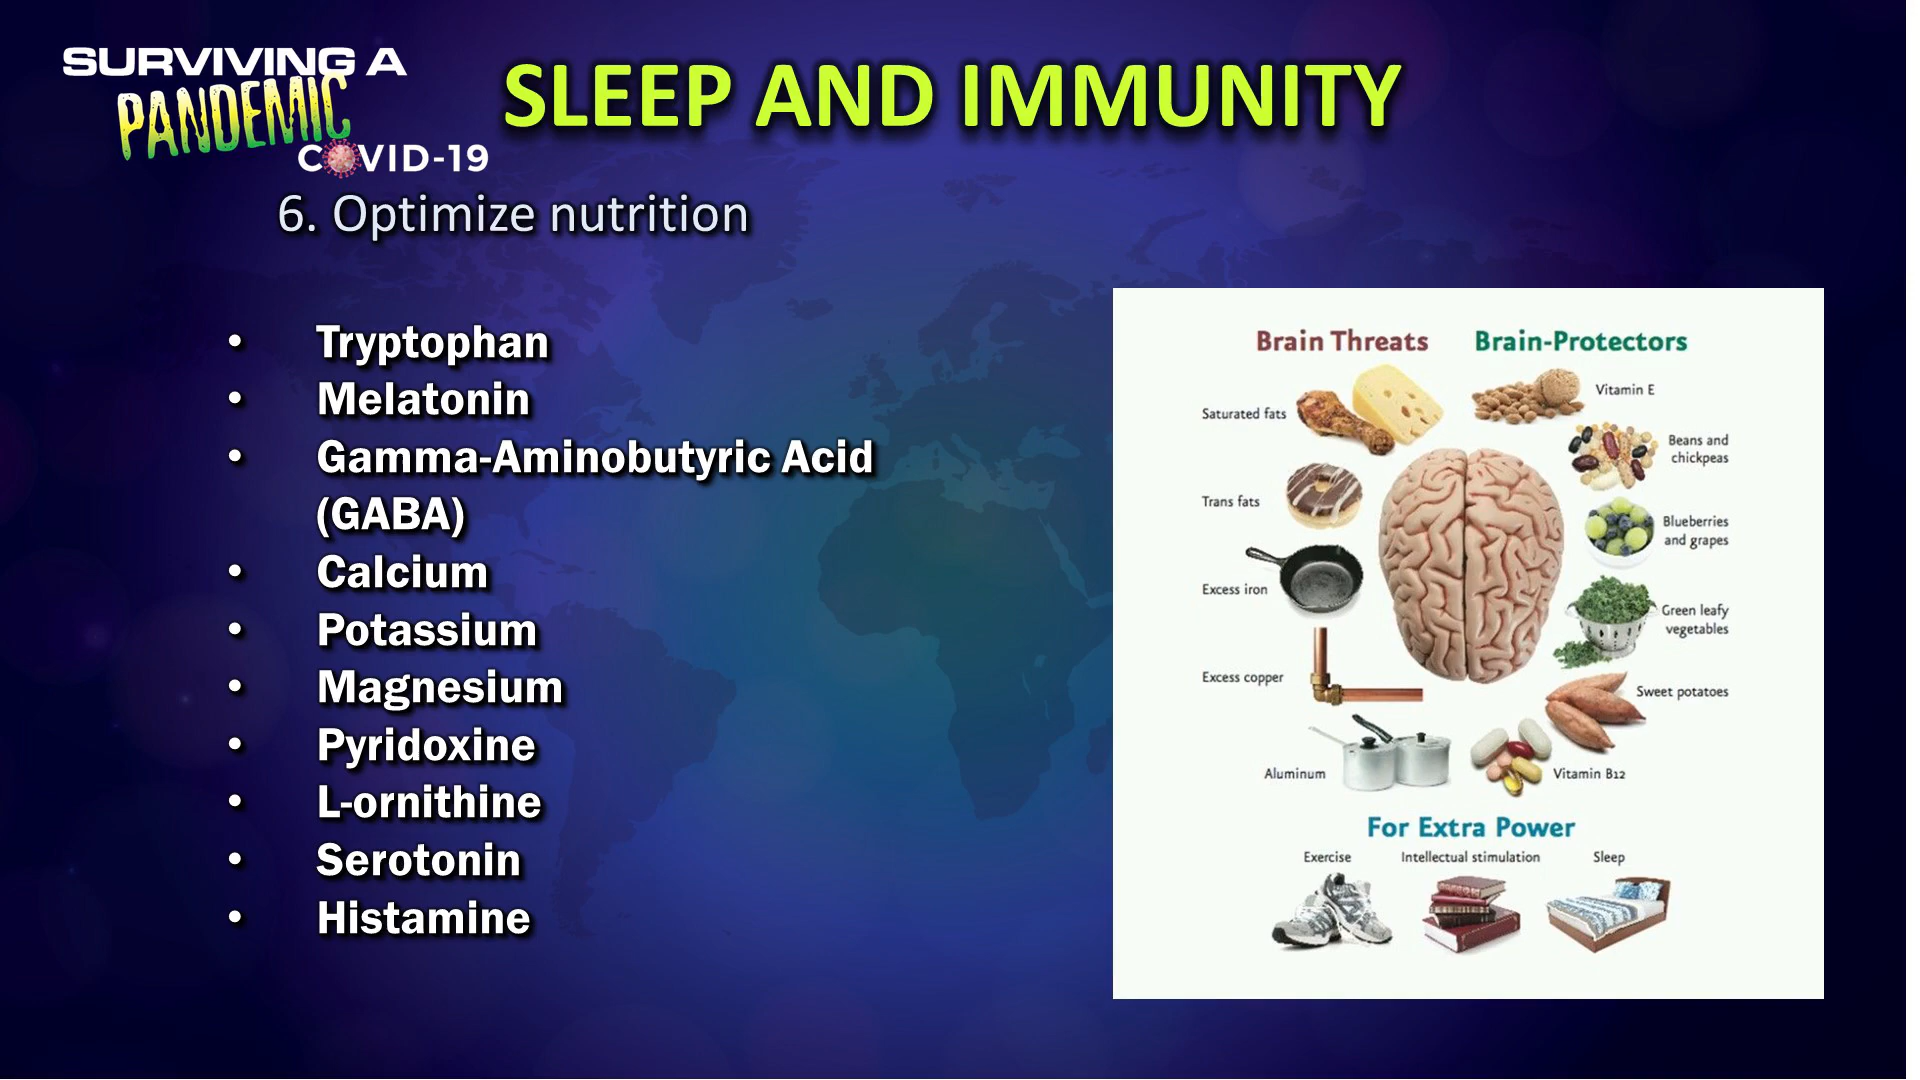 SURVIVING A
PANDEMIC
COVID-19
SLEEP AND IMMUNITY
6. Optimize nutrition
• Tryptophan
• Melatonin
• Gamma-Aminobutyric Acid
(GABA)
• Calcium
• Potassium
• Magnesium
• Pyridoxine
• L-ornithine
• Serotonin
• Histamine
Brain Threats
Saturated fats
Trans fats
Excess iron
Excess copper
Aluminum
Brain-Protectors
Vitamin E
Beans and
chickpeas
Blueberries
and grapes
Green leafy
vegetables
Sweet potatoes
Vitamin B12
For Extra Power
Exercise
Intellectual stimulation
Sleep